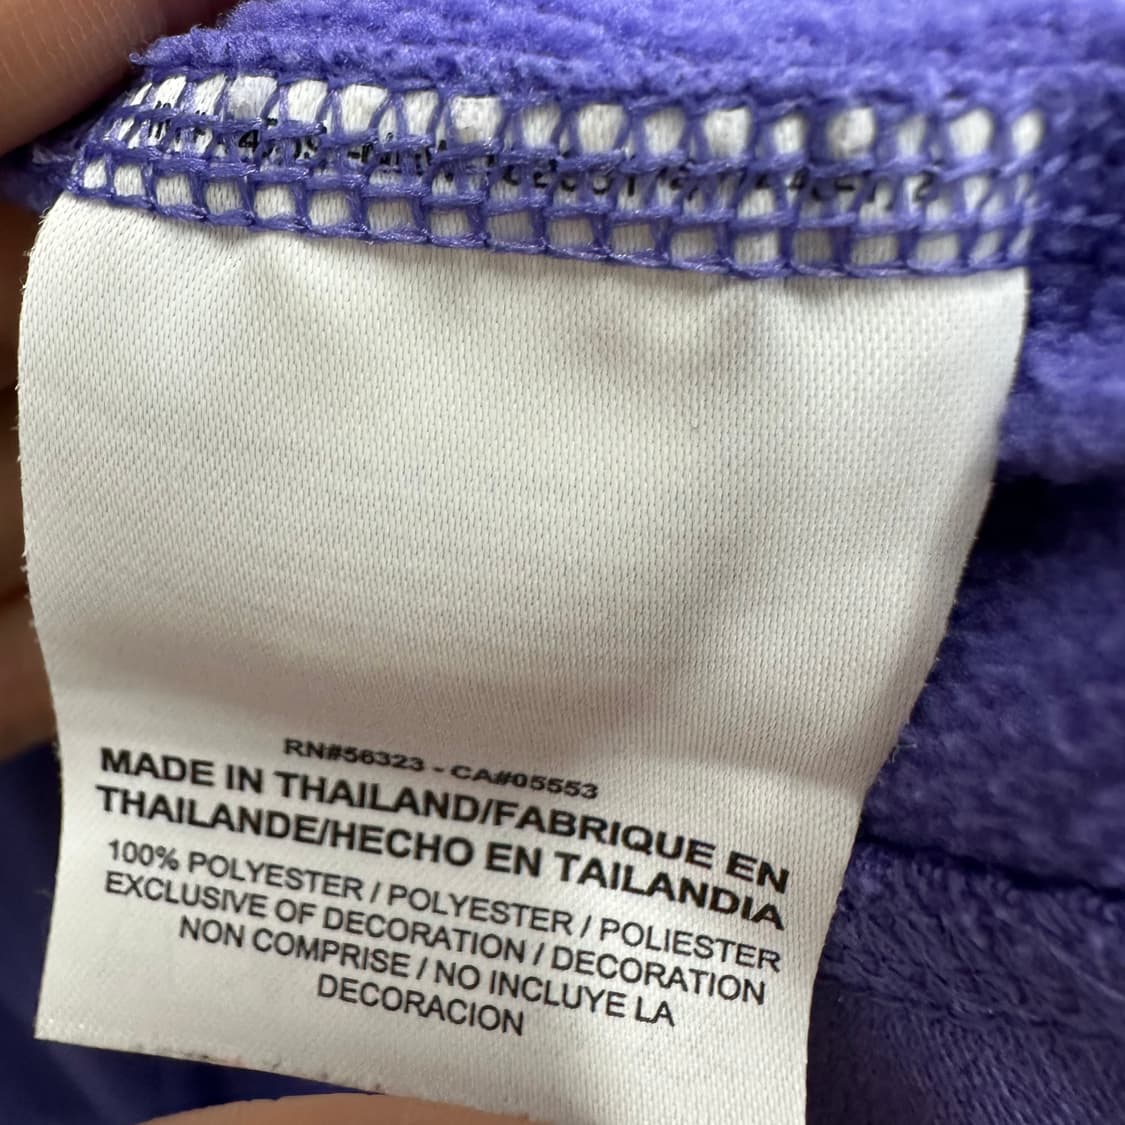 RN#56323 - CA#05553
MADE IN THAILAND/FABRIQUE EN
THAILANDE/HECHO EN TAILANDIA
100% POLYESTER / POLYESTER / POLIESTER
EXCLUSIVE OF DECORATION / DECORATION
NON COMPRISE / NO INCLUYE LA
DECORACION